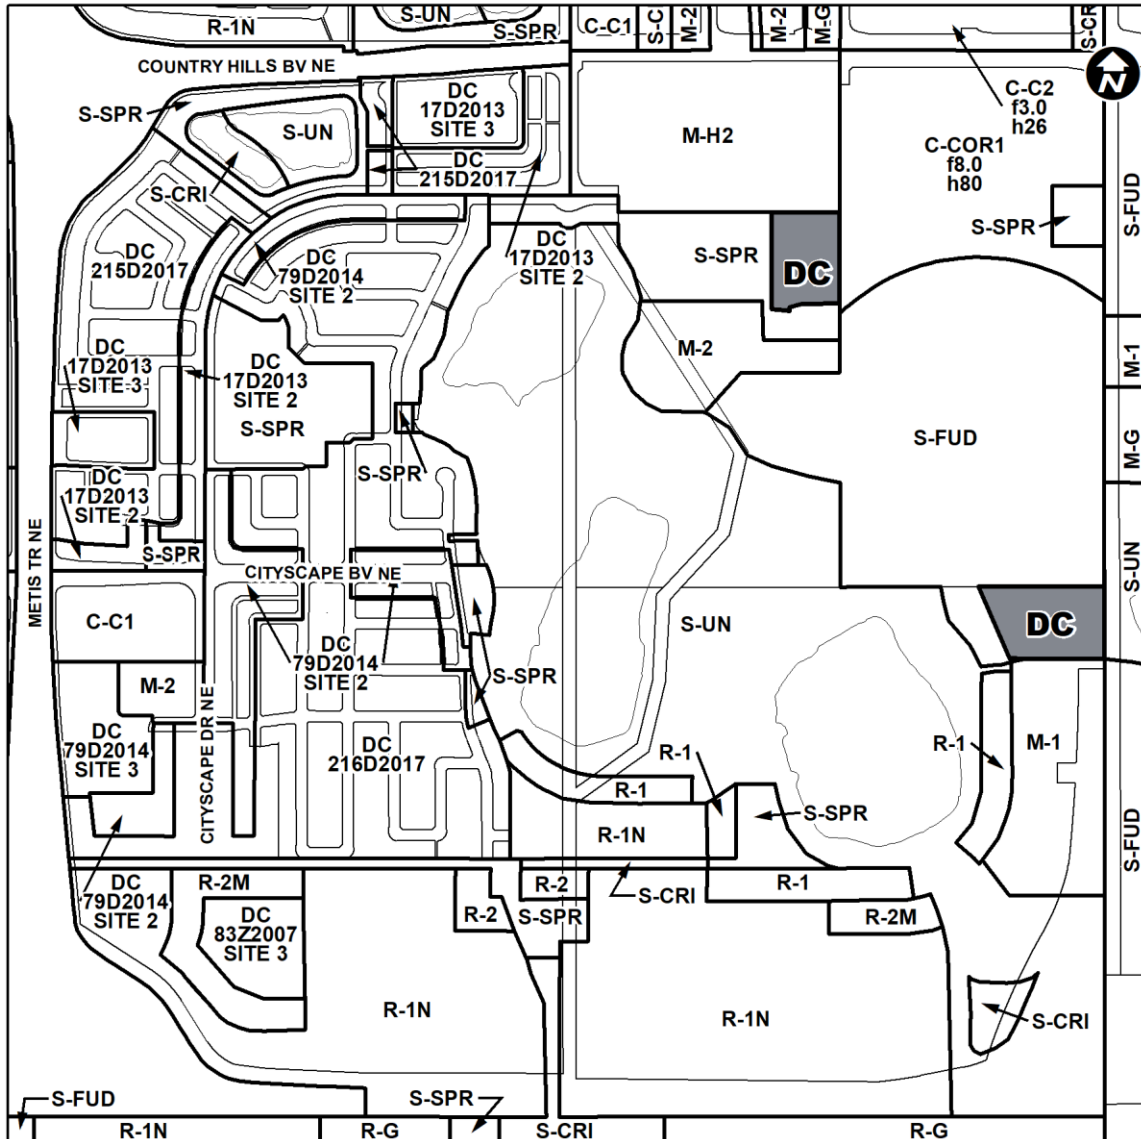 S-UN
R-1N
S-SPR
C-C1
S-C
M-2
M-2
M-G
S-CR
N
COUNTRY HILLS BV NE
S-SPR
S-UN
S-CRI
DC
17D2013
SITE 3
DC
215D2017
M-H2
C-C2
f3.0
h26
C-COR1
f8.0
h80
S-SPR
S-FUD
DC
215D2017
DC
79D2014
SITE 2
DC
17D2013
SITE 2
S-SPR
DC
M-2
M-1
DC
17D2013
SITE 3
DC
17D2013
SITE 2
S-SPR
S-SPR
S-FUD
M-G
DC
17D2013
SITE 2
S-SPR
METIS TR NE
CITYSCAPE BV NE
S-UN
C-C1
S-UN
DC
DC
79D2014
SITE 2
S-SPR
M-2
CITYSCAPE DR NE
DC
79D2014
SITE 3
DC
216D2017
R-1
R-1
M-1
R-1
S-SPR
R-1N
S-FUD
DC
79D2014
SITE 2
R-2M
DC
83Z2007
SITE 3
R-2
R-2
S-SPR
S-CRI
R-1
R-2M
R-1N
R-1N
S-CRI
S-FUD
S-SPR
R-1N
R-G
S-CRI
R-G